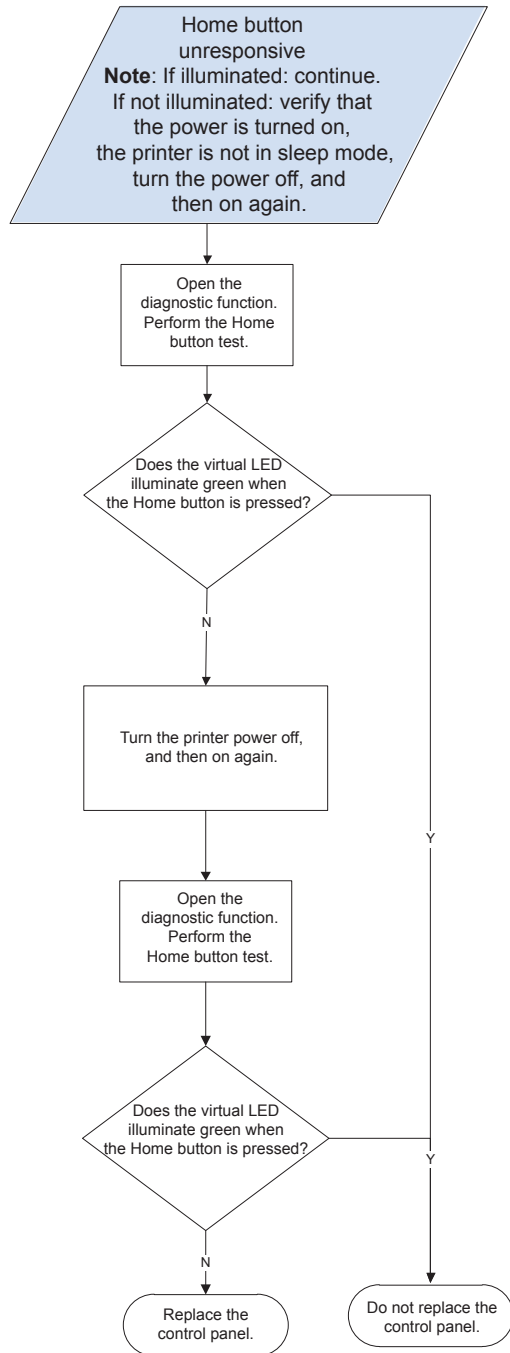 Home button
unresponsive
Note: If illuminated: continue.
If not illuminated: verify that
the power is turned on,
the printer is not in sleep mode,
turn the power off, and
then on again.
Open the
diagnostic function.
Perform the Home
button test.
Does the virtual LED
illuminate green when
the Home button is pressed?
N
Turn the printer power off,
and then on again.
Y
Open the
diagnostic function.
Perform the
Home button test.
Does the virtual LED
illuminate green when
the Home button is pressed?
Y
N
Replace the
control panel.
Do not replace the
control panel.